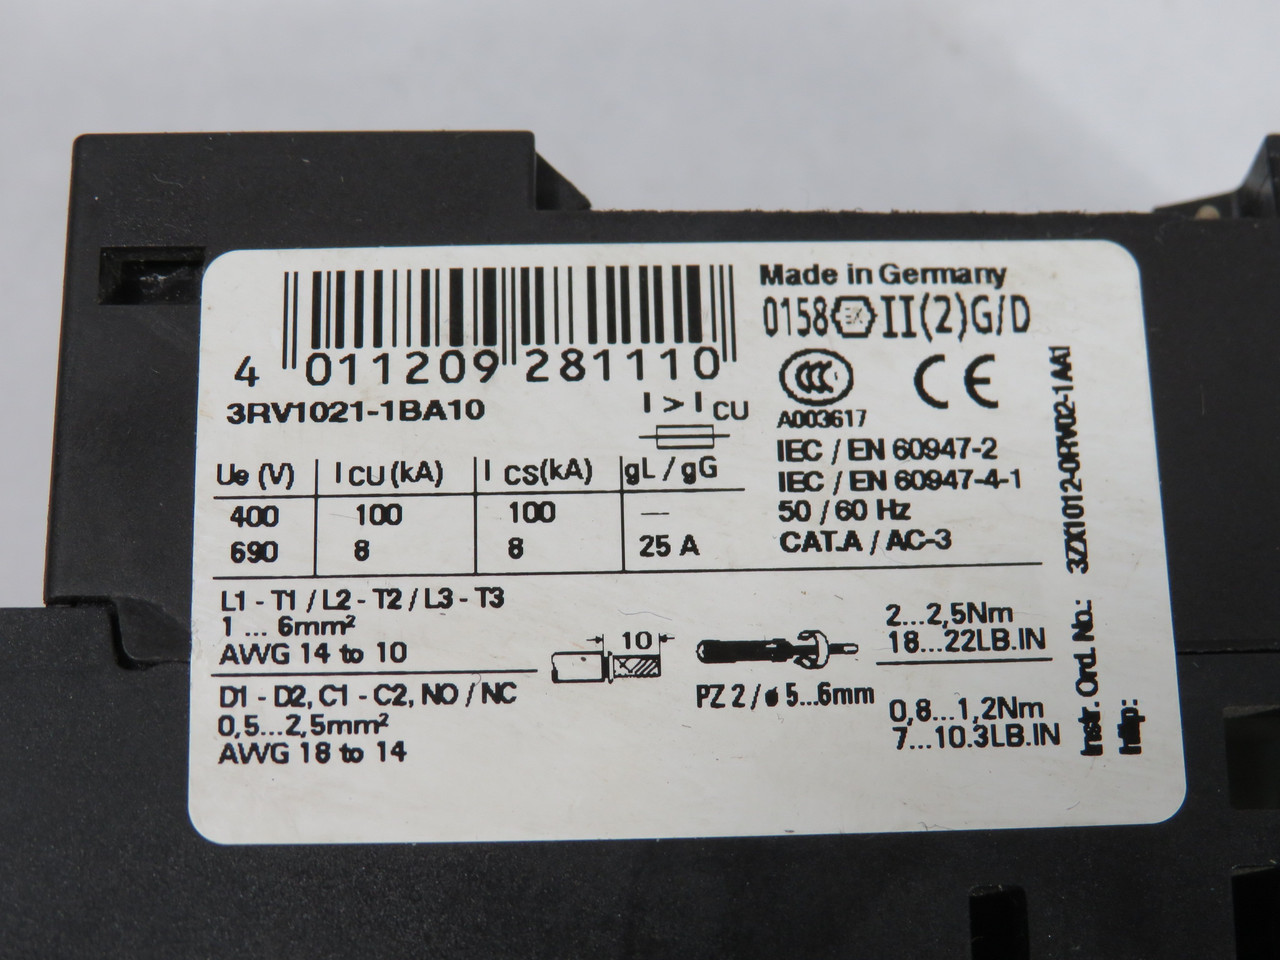 4 011209 281110
3RV1021-1BA10
I > I CU
Ue (V) I CU (kA) I CS (kA) gL / gG
400 100 100 —
690 8 8 25 A
Made in Germany
0158 Ex II(2)G/D
CCC CE
A003617
IEC / EN 60947-2
IEC / EN 60947-4-1
50 / 60 Hz
CAT.A / AC-3
L1 - T1 / L2 - T2 / L3 - T3
1 ... 6mm²
AWG 14 to 10
D1 - D2, C1 - C2, NO / NC
0,5...2,5mm²
AWG 18 to 14
10
PZ 2 / ø 5...6mm
2...2,5Nm
18...22LB.IN
0,8...1,2Nm
7...10.3LB.IN
Instr. Ord. No.: 3ZX1012-0RV02-1AA1